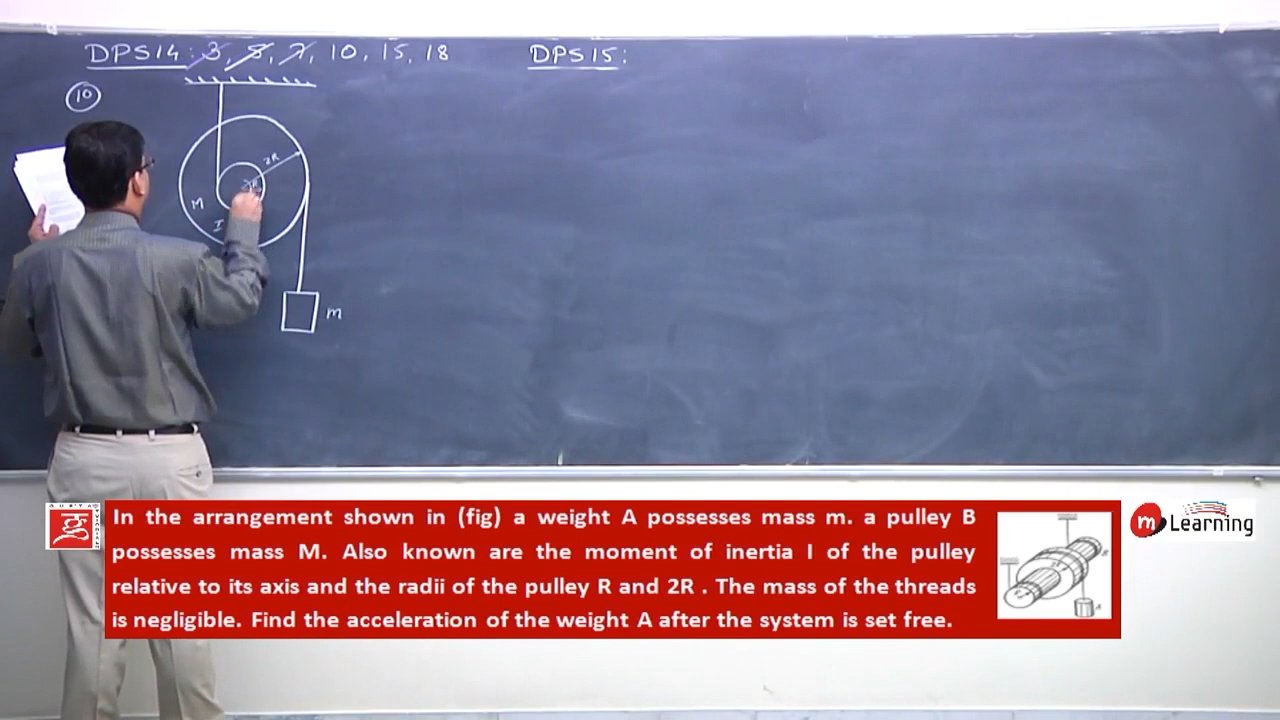 DPS14 : 3, 8, 7, 10, 15, 18
DPS15 :
10
2R
M
I
m
In the arrangement shown in (fig) a weight A possesses mass m. a pulley B
possesses mass M. Also known are the moment of inertia I of the pulley
relative to its axis and the radii of the pulley R and 2R . The mass of the threads
is negligible. Find the acceleration of the weight A after the system is set free.
m Learning